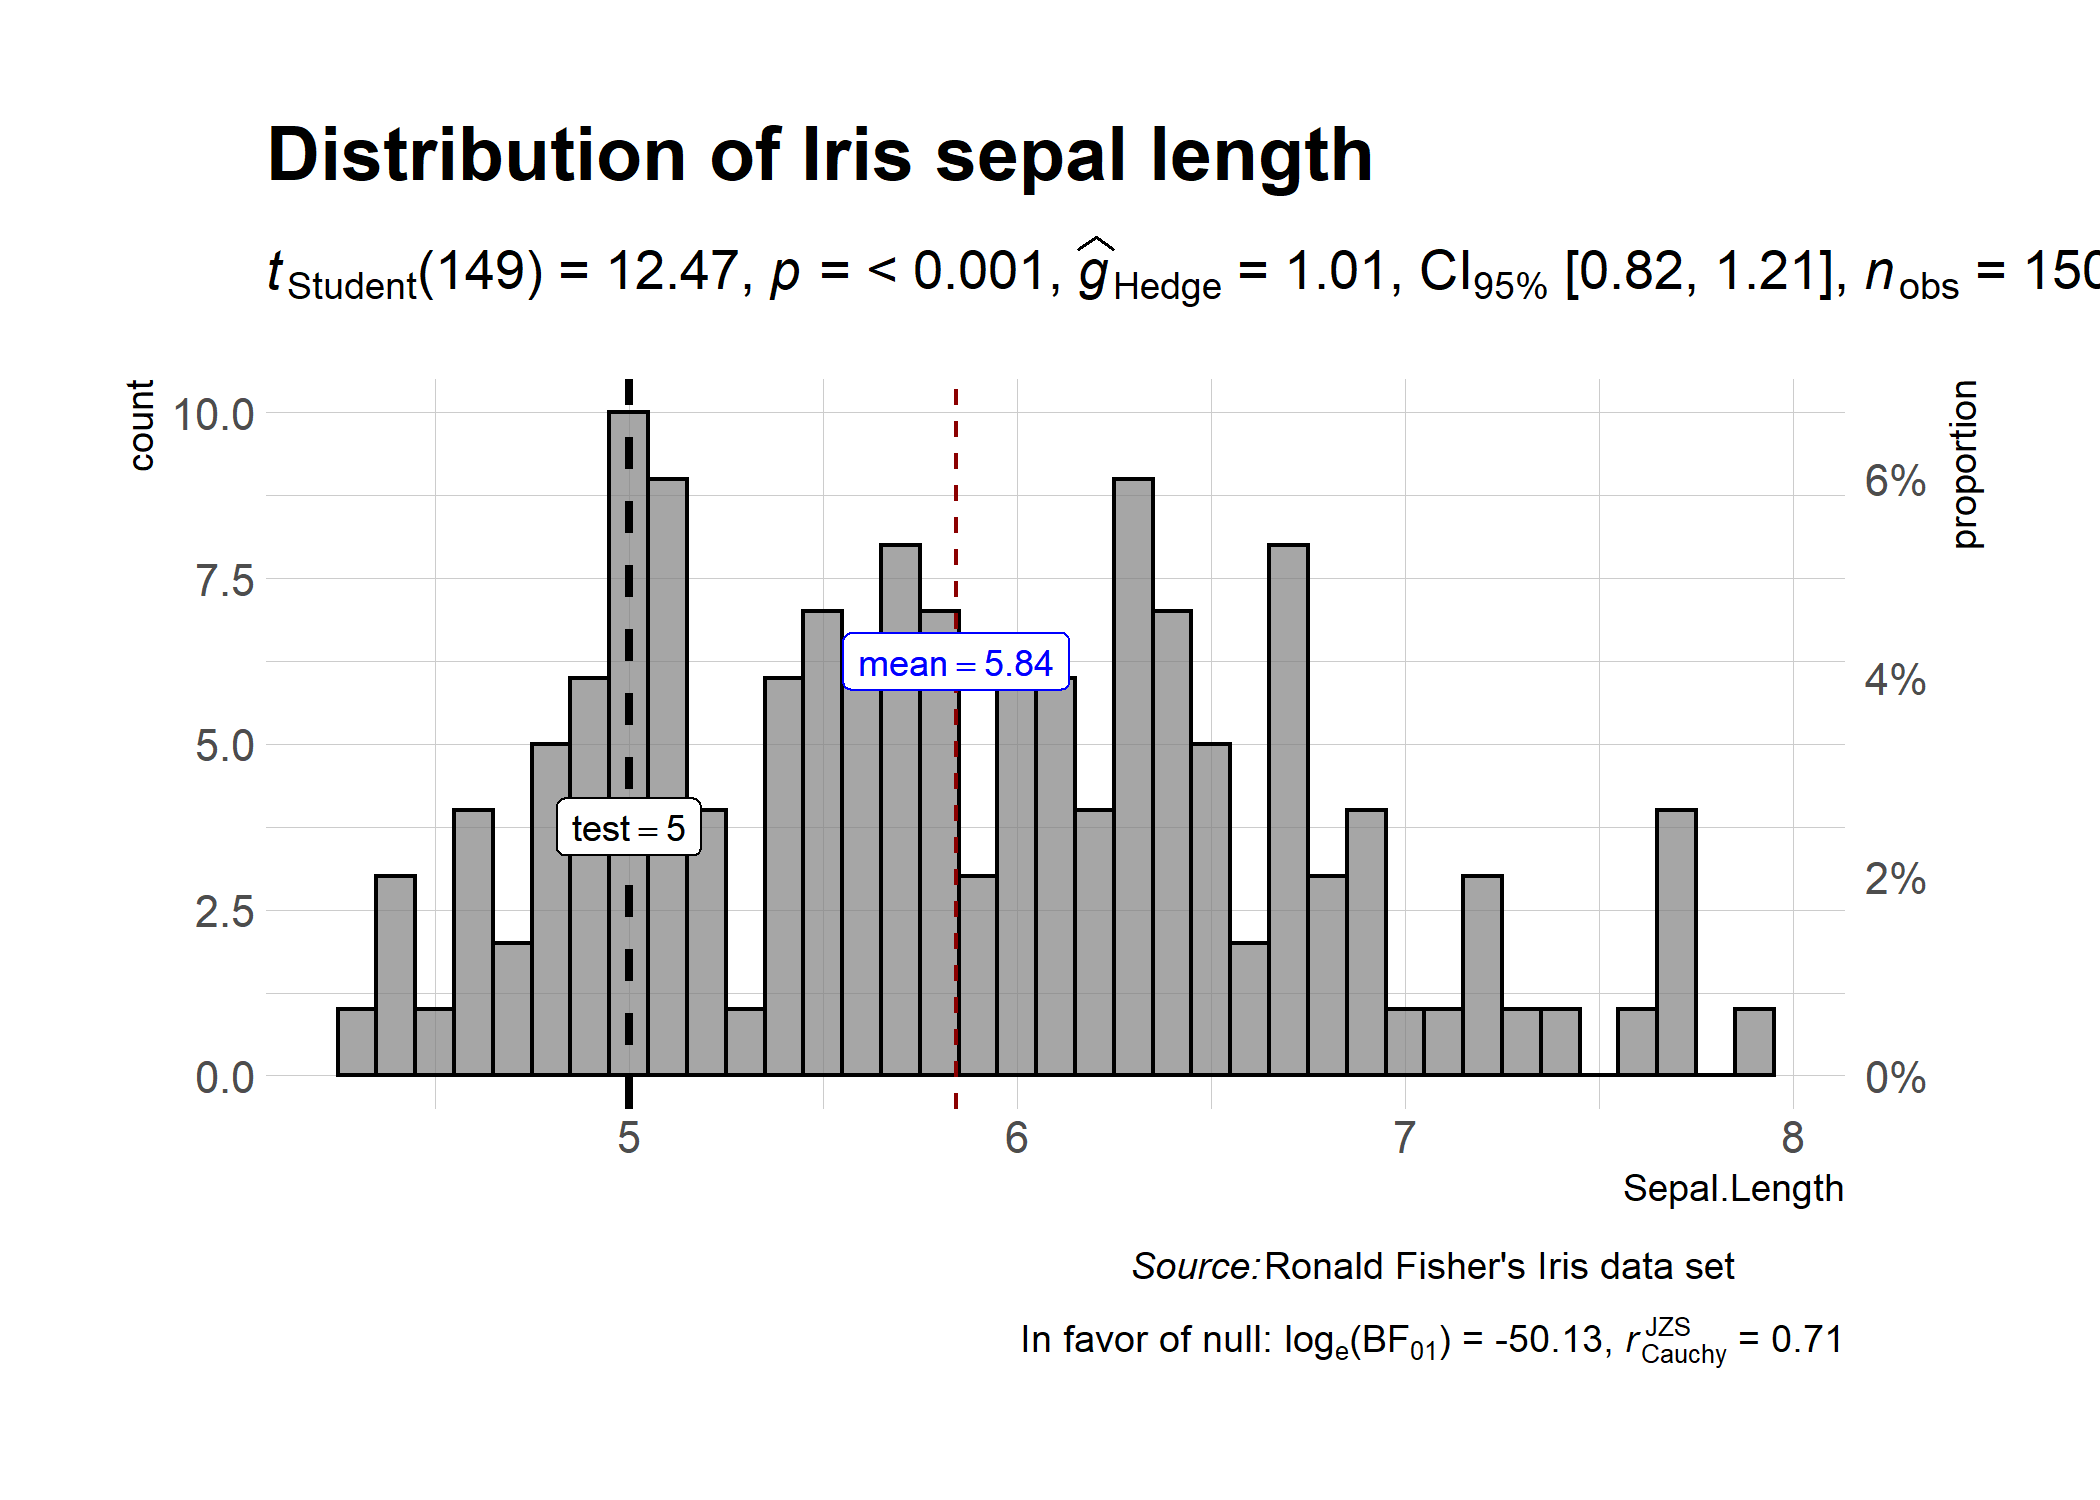 Distribution of Iris sepal length
tStudent(149) = 12.47, p = < 0.001, ĝHedge = 1.01, CI95% [0.82, 1.21], nobs = 150
count
proportion
10.0
7.5
5.0
2.5
0.0
6%
4%
2%
0%
mean = 5.84
test = 5
5 6 7 8
Sepal.Length
Source:Ronald Fisher's Iris data set
In favor of null: loge(BF01) = -50.13, rJZSCauchy = 0.71